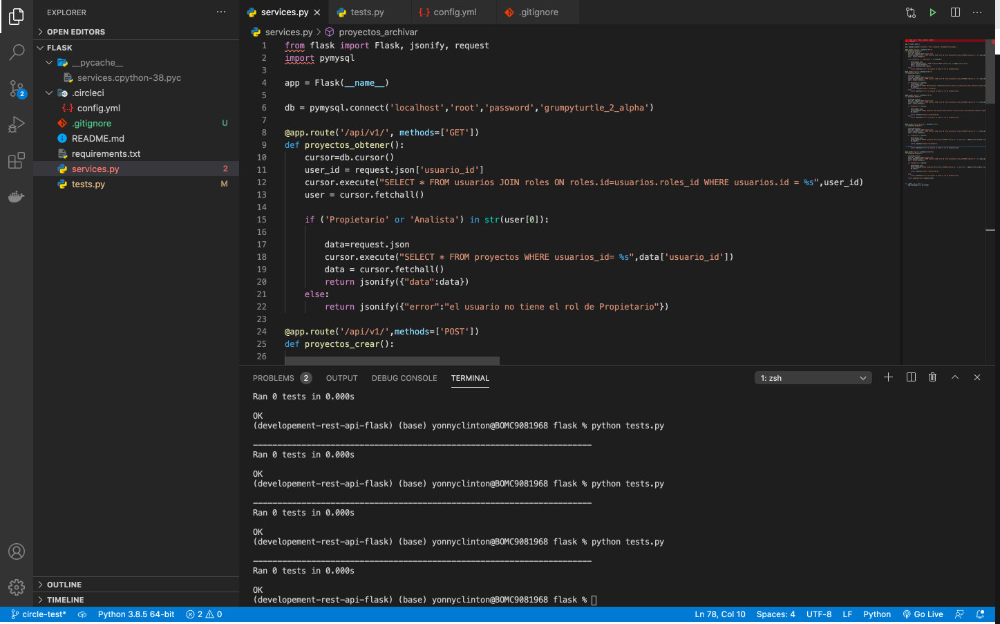 EXPLORER
OPEN EDITORS
FLASK
__pycache__
services.cpython-38.pyc
.circleci
config.yml
.gitignore U
README.md
requirements.txt
services.py 2
tests.py M
OUTLINE
TIMELINE
2
services.py
tests.py
config.yml
.gitignore
services.py > proyectos_archivar
1 from flask import Flask, jsonify, request
2 import pymysql
3
4 app = Flask(__name__)
5
6 db = pymysql.connect('localhost','root','password','grumpyturtle_2_alpha')
7
8 @app.route('/api/v1/', methods=['GET'])
9 def proyectos_obtener():
10 cursor=db.cursor()
11 user_id = request.json['usuario_id']
12 cursor.execute("SELECT * FROM usuarios JOIN roles ON roles.id=usuarios.roles_id WHERE usuarios.id = %s",user_id)
13 user = cursor.fetchall()
14
15 if ('Propietario' or 'Analista') in str(user[0]):
16
17 data=request.json
18 cursor.execute("SELECT * FROM proyectos WHERE usuarios_id= %s",data['usuario_id'])
19 data = cursor.fetchall()
20 return jsonify({"data":data})
21 else:
22 return jsonify({"error":"el usuario no tiene el rol de Propietario"})
23
24 @app.route('/api/v1/',methods=['POST'])
25 def proyectos_crear():
26
PROBLEMS 2 OUTPUT DEBUG CONSOLE TERMINAL 1: zsh
Ran 0 tests in 0.000s
OK
(developement-rest-api-flask) (base) yonnyclinton@BOMC9081968 flask % python tests.py
----------------------------------------------------------------------
Ran 0 tests in 0.000s
OK
(developement-rest-api-flask) (base) yonnyclinton@BOMC9081968 flask % python tests.py
----------------------------------------------------------------------
Ran 0 tests in 0.000s
OK
(developement-rest-api-flask) (base) yonnyclinton@BOMC9081968 flask % python tests.py
----------------------------------------------------------------------
Ran 0 tests in 0.000s
OK
(developement-rest-api-flask) (base) yonnyclinton@BOMC9081968 flask %
circle-test* Python 3.8.5 64-bit 2 0 Ln 78, Col 10 Spaces: 4 UTF-8 LF Python Go Live